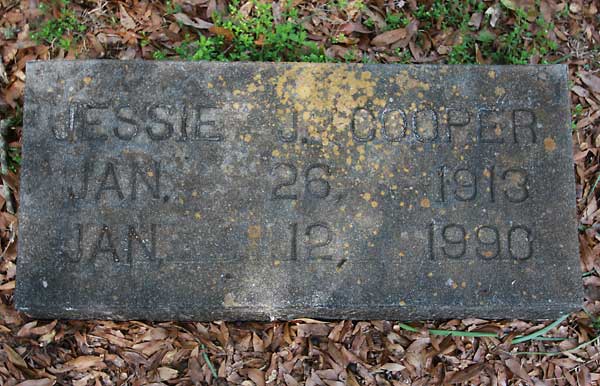 JESSIE J. COOPER
JAN. 26, 1913
JAN. 12, 1990